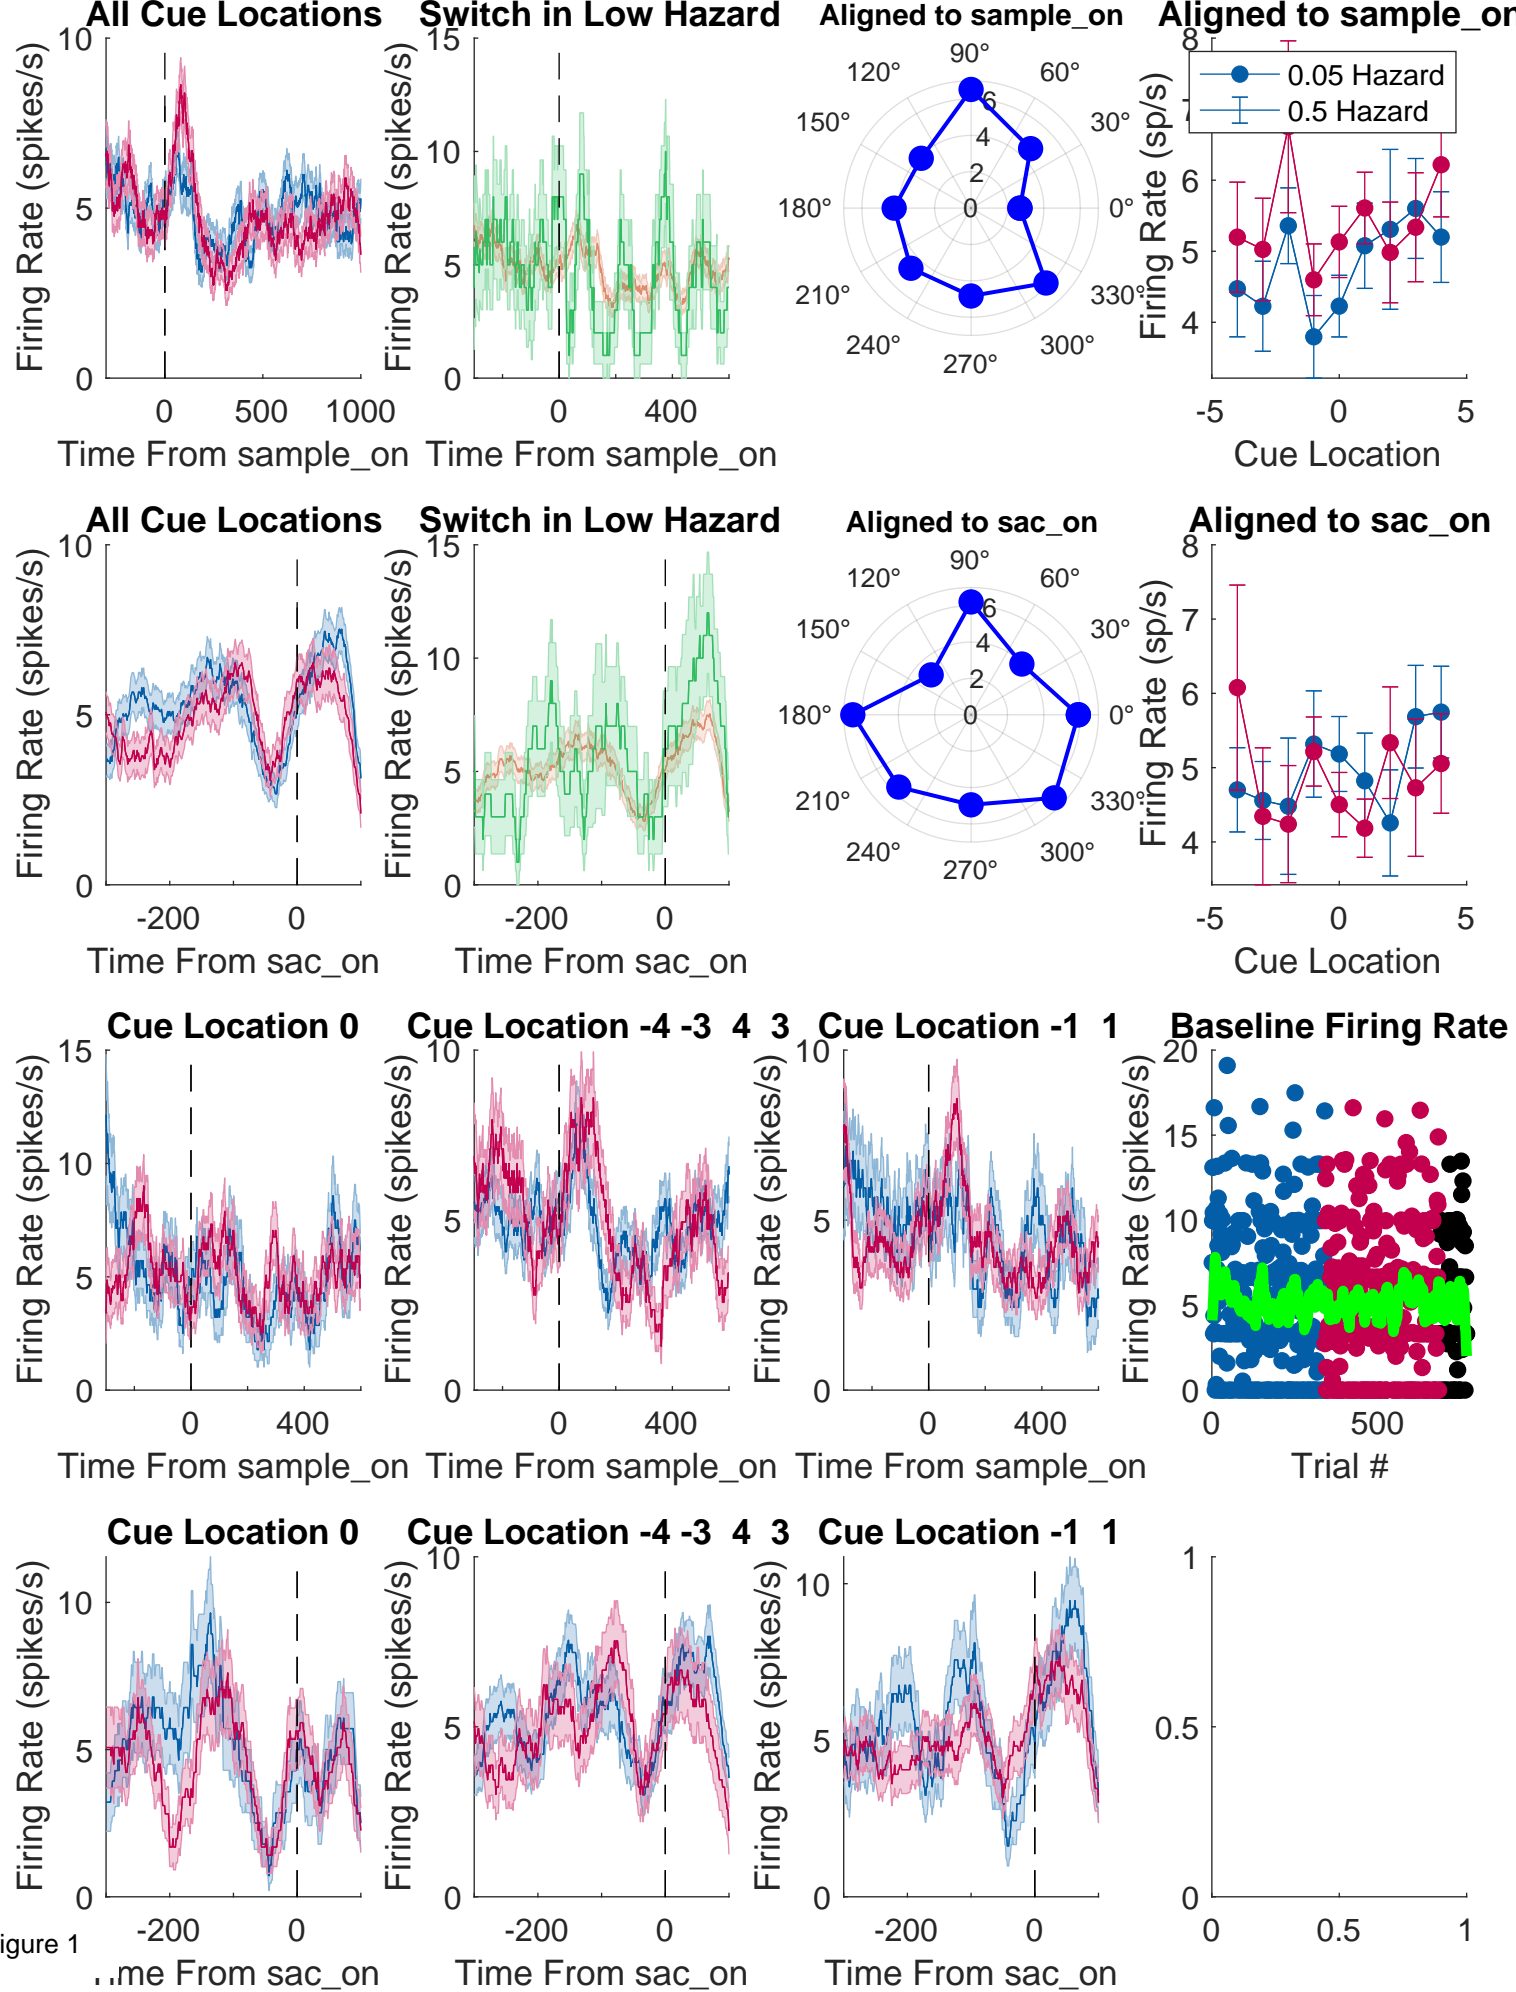 All Cue Locations
Switch in Low Hazard
Aligned to sample_on
Aligned to sample_on
Firing Rate (spikes/s)
10
5
0
0 500 1000
Time From sample_on
Firing Rate (spikes/s)
15
10
5
0
0 400
Time From sample_on
90°
120° 60°
150° 30°
180° 0°
210° 330°
240° 300°
270°
6
4
2
0
Firing Rate (sp/s)
8
6
5
4
0.05 Hazard
0.5 Hazard
-5 0 5
Cue Location
All Cue Locations
Switch in Low Hazard
Aligned to sac_on
Aligned to sac_on
Firing Rate (spikes/s)
10
5
0
-200 0
Time From sac_on
Firing Rate (spikes/s)
15
10
5
0
-200 0
Time From sac_on
90°
120° 60°
150° 30°
180° 0°
210° 330°
240° 300°
270°
6
4
2
0
Firing Rate (sp/s)
8
7
6
5
4
-5 0 5
Cue Location
Cue Location 0
Cue Location -4 -3 4 3
Cue Location -1 1
Baseline Firing Rate
Firing Rate (spikes/s)
15
10
5
0
0 400
Time From sample_on
Firing Rate (spikes/s)
10
5
0
0 400
Time From sample_on
Firing Rate (spikes/s)
10
5
0
0 400
Time From sample_on
Firing Rate (spikes/s)
20
15
10
5
0
0 500
Trial #
Cue Location 0
Cue Location -4 -3 4 3
Cue Location -1 1
Firing Rate (spikes/s)
10
5
0
-200 0
Time From sac_on
Firing Rate (spikes/s)
10
5
0
-200 0
Time From sac_on
Firing Rate (spikes/s)
10
5
0
-200 0
Time From sac_on
1
0.5
0
0 0.5 1
igure 1